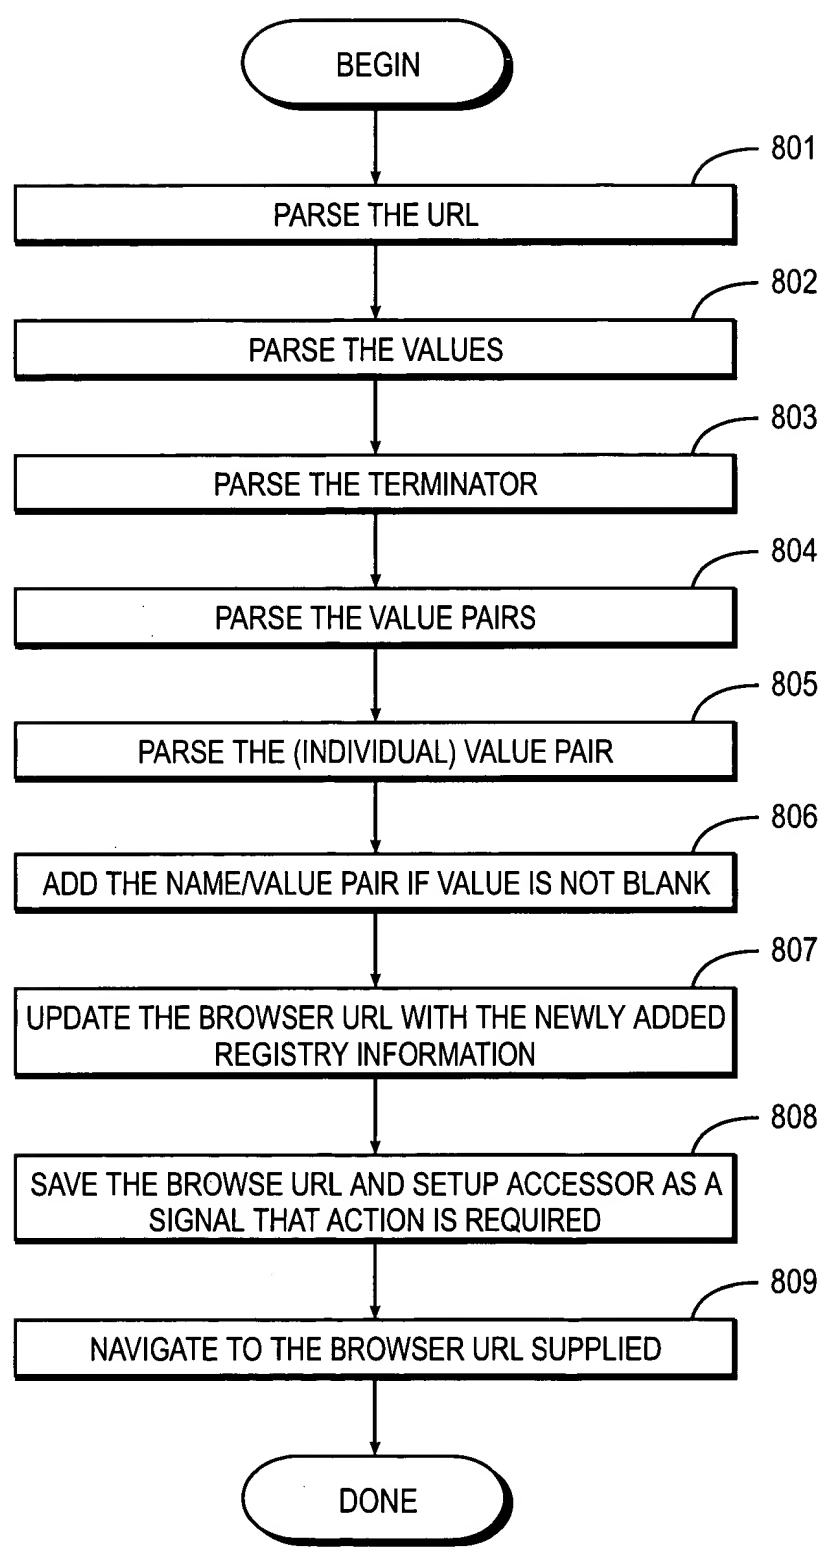 BEGIN
801
PARSE THE URL
802
PARSE THE VALUES
803
PARSE THE TERMINATOR
804
PARSE THE VALUE PAIRS
805
PARSE THE (INDIVIDUAL) VALUE PAIR
806
ADD THE NAME/VALUE PAIR IF VALUE IS NOT BLANK
807
UPDATE THE BROWSER URL WITH THE NEWLY ADDED
REGISTRY INFORMATION
808
SAVE THE BROWSE URL AND SETUP ACCESSOR AS A
SIGNAL THAT ACTION IS REQUIRED
809
NAVIGATE TO THE BROWSER URL SUPPLIED
DONE